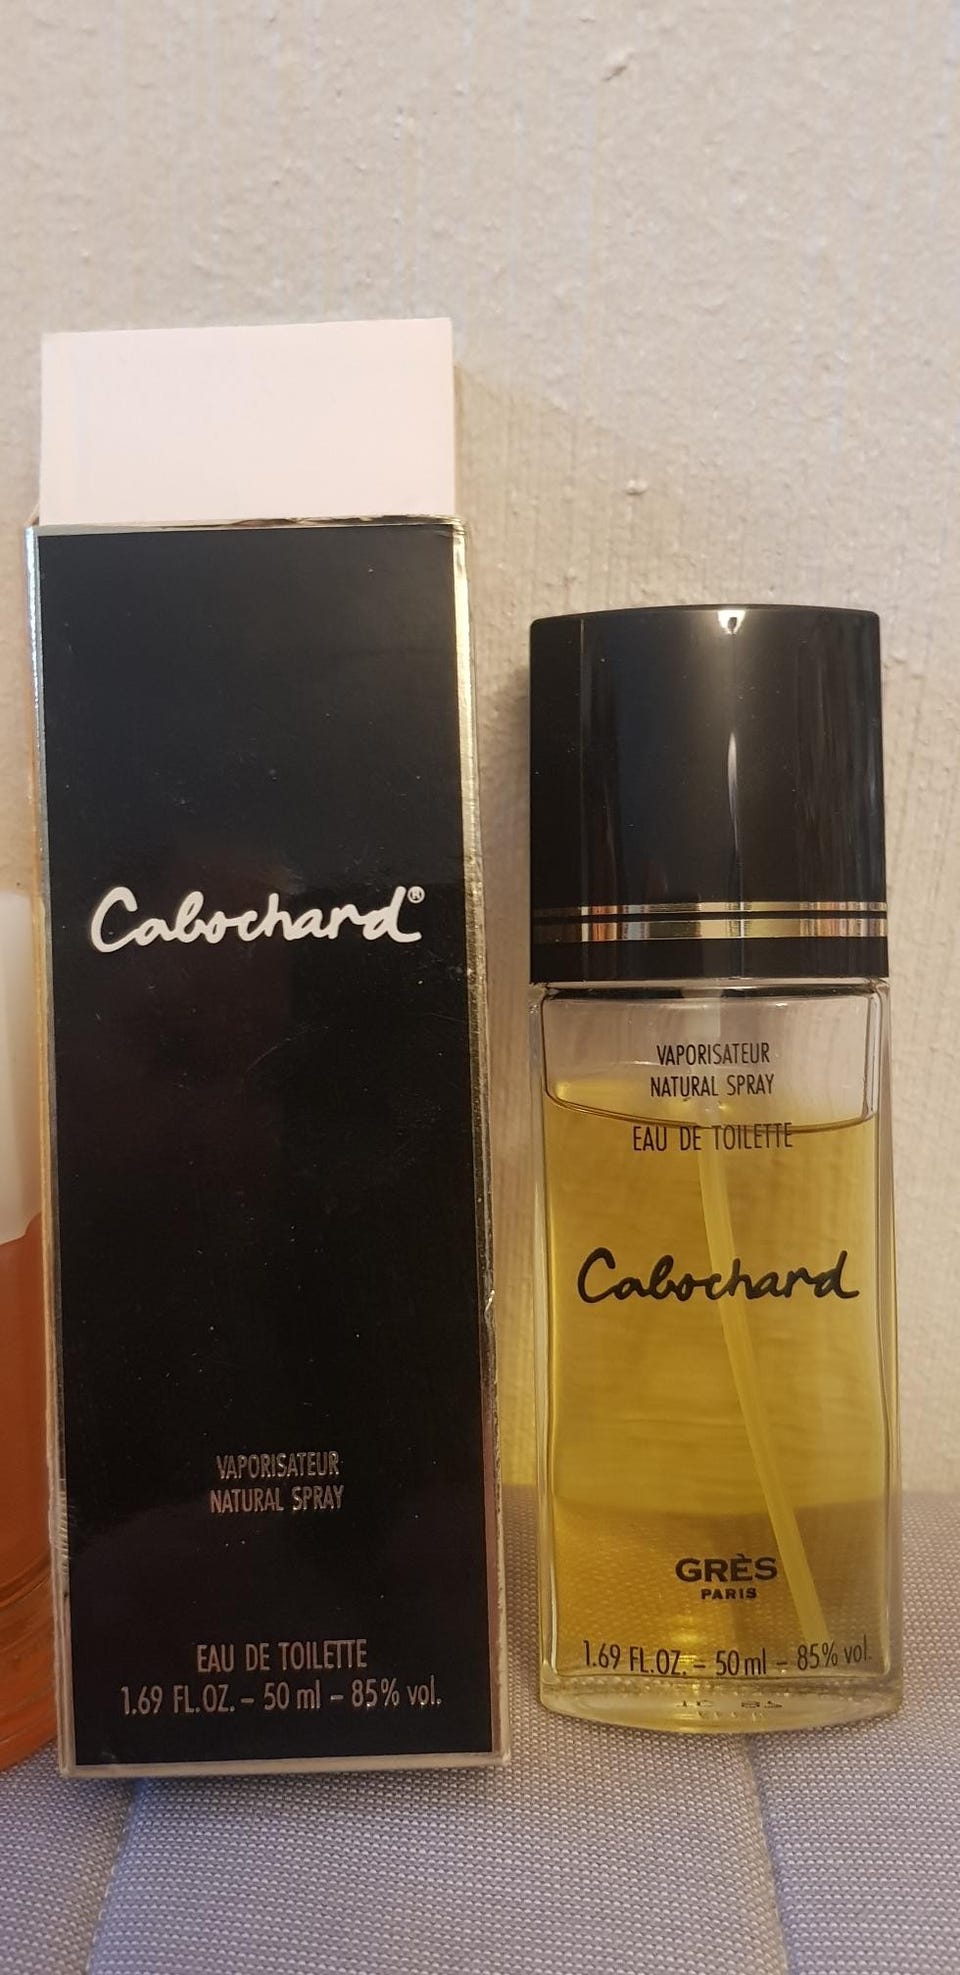 Cabochard®
VAPORISATEUR
NATURAL SPRAY
EAU DE TOILETTE
1.69 FL.OZ. – 50 ml – 85% vol.
VAPORISATEUR
NATURAL SPRAY
EAU DE TOILETTE
Cabochard
GRÈS
PARIS
1.69 FL.OZ. – 50 ml – 85% vol.